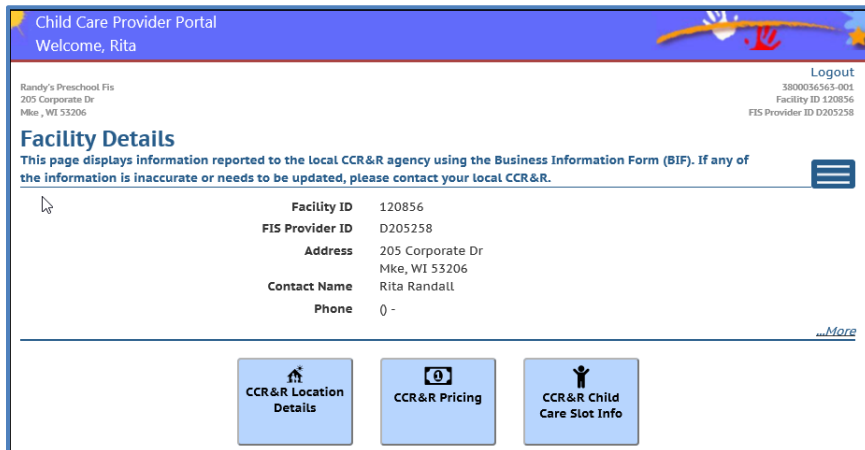 Child Care Provider Portal
Welcome, Rita
Logout
Randy's Preschool Fis
205 Corporate Dr
Mke , WI 53206
3800036563-001
Facility ID 120856
FIS Provider ID D205258
Facility Details
This page displays information reported to the local CCR&R agency using the Business Information Form (BIF). If any of
the information is inaccurate or needs to be updated, please contact your local CCR&R.
Facility ID 120856
FIS Provider ID D205258
Address 205 Corporate Dr
Mke, WI 53206
Contact Name Rita Randall
Phone () -
...More
CCR&R Location
Details
CCR&R Pricing
CCR&R Child
Care Slot Info